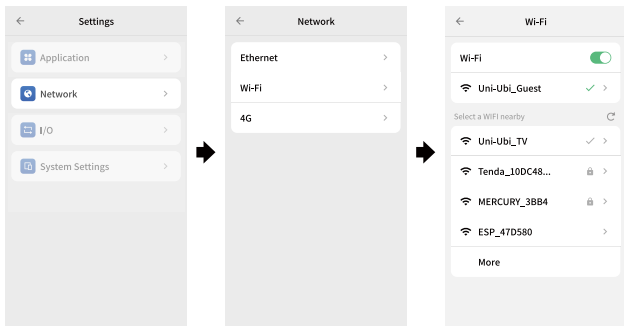 Settings
Application
Network
I/O
System Settings
Network
Ethernet
Wi-Fi
4G
Wi-Fi
Wi-Fi
Uni-Ubi_Guest
Select a WIFI nearby
Uni-Ubi_TV
Tenda_10DC48...
MERCURY_3BB4
ESP_47D580
More